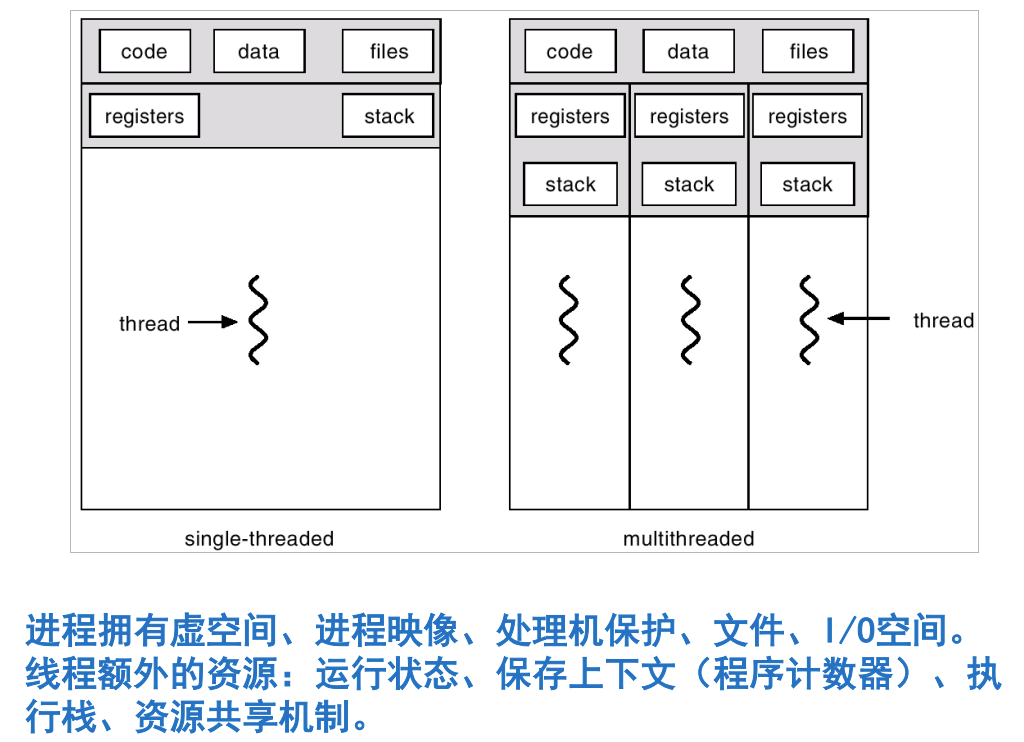 code data files
registers stack
thread
single-threaded
code data files
registers registers registers
stack stack stack
thread
multithreaded
进程拥有虚空间、进程映像、处理机保护、文件、I/O空间。
线程额外的资源：运行状态、保存上下文（程序计数器）、执
行栈、资源共享机制。